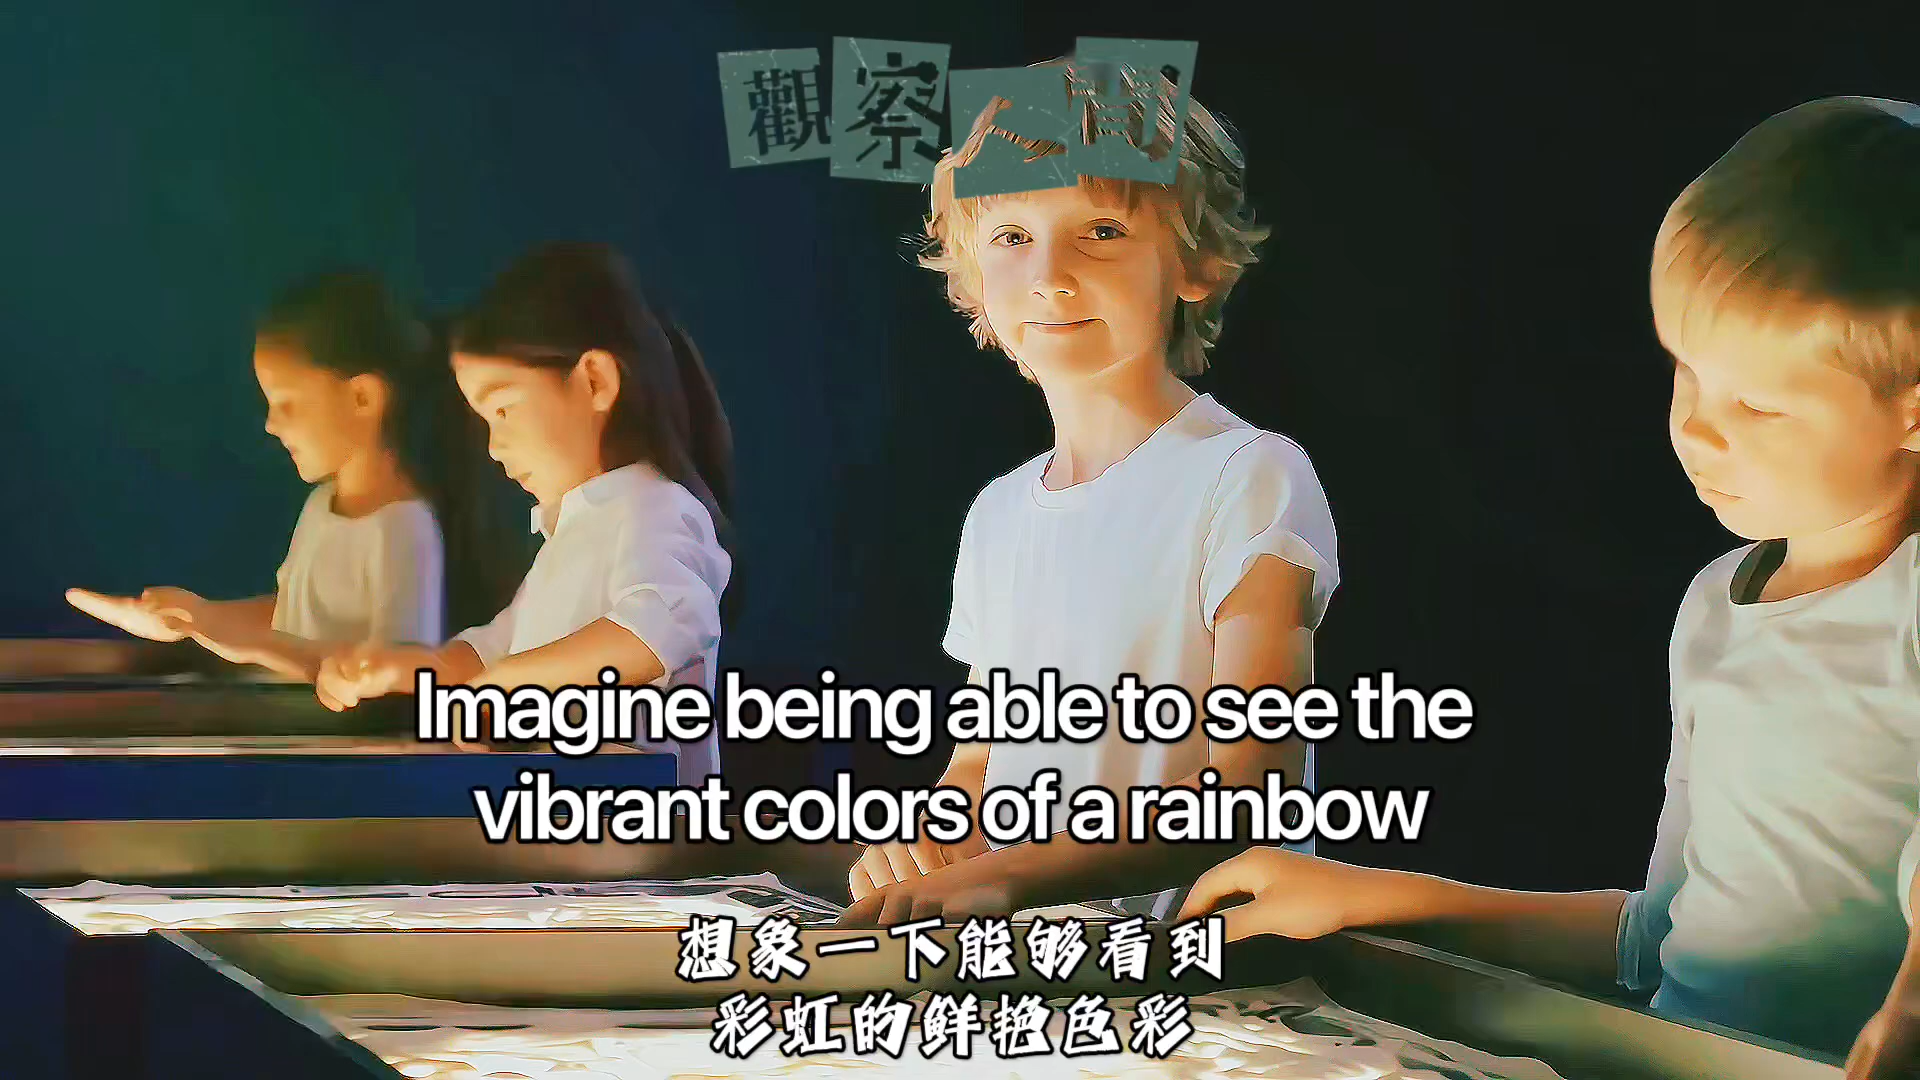 觀察人間
Imagine being able to see the
vibrant colors of a rainbow
想象一下能够看到
彩虹的鲜艳色彩